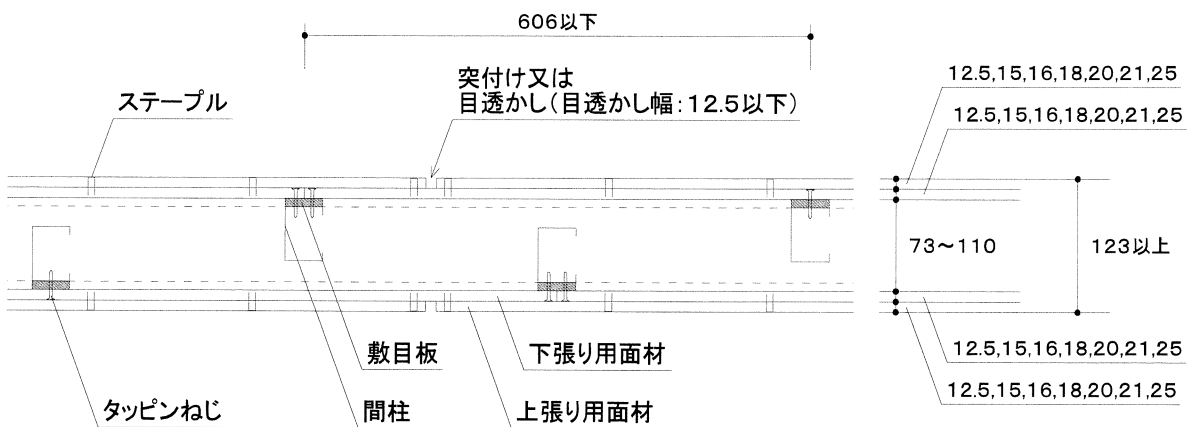 606以下
突付け又は
目透かし(目透かし幅:12.5以下)
ステープル
12.5,15,16,18,20,21,25
12.5,15,16,18,20,21,25
73～110
123以上
敷目板
下張り用面材
12.5,15,16,18,20,21,25
タッピンねじ
間柱
上張り用面材
12.5,15,16,18,20,21,25